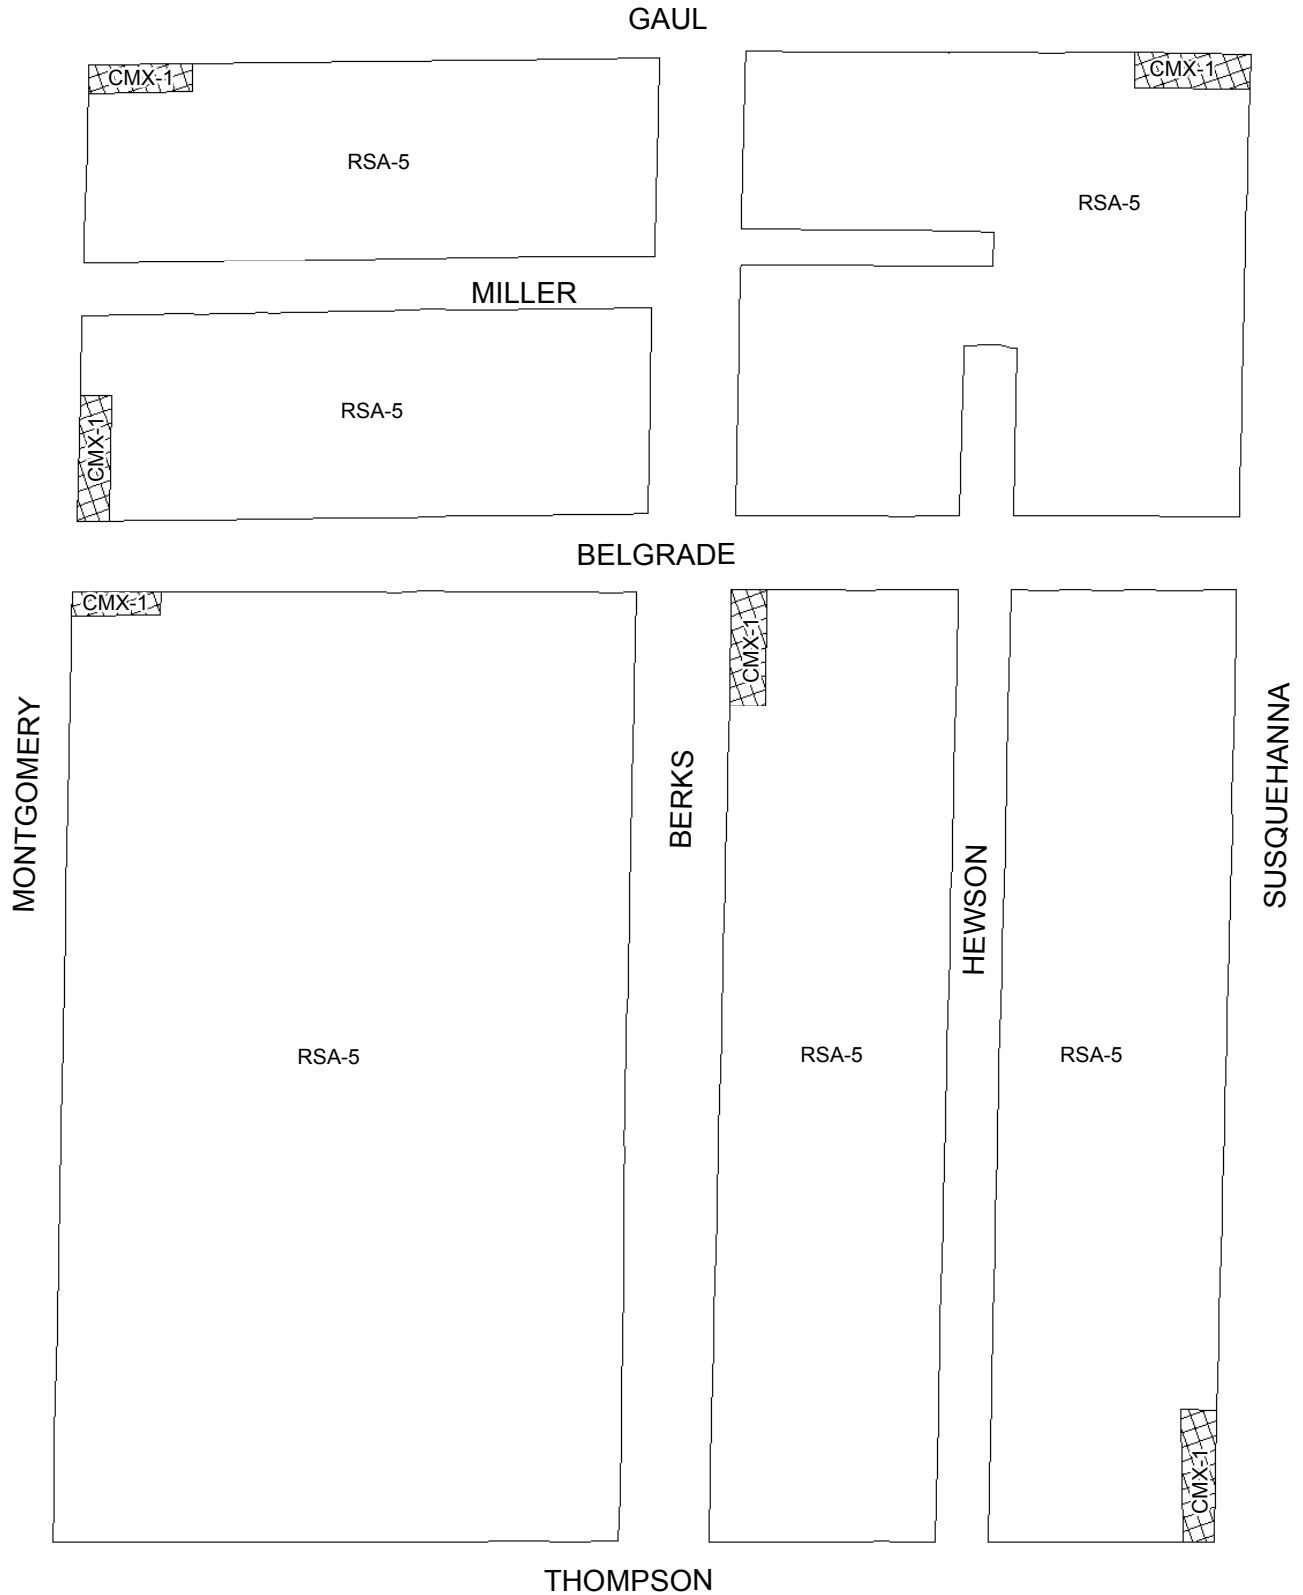 GAUL
CMX-1
CMX-1
RSA-5
RSA-5
MILLER
RSA-5
CMX-1
BELGRADE
CMX-1
CMX-1
MONTGOMERY
BERKS
HEWSON
SUSQUEHANNA
RSA-5
RSA-5
RSA-5
CMX-1
THOMPSON